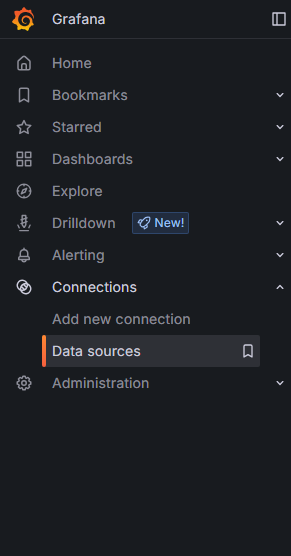 Grafana
Home
Bookmarks
Starred
Dashboards
Explore
Drilldown New!
Alerting
Connections
Add new connection
Data sources
Administration